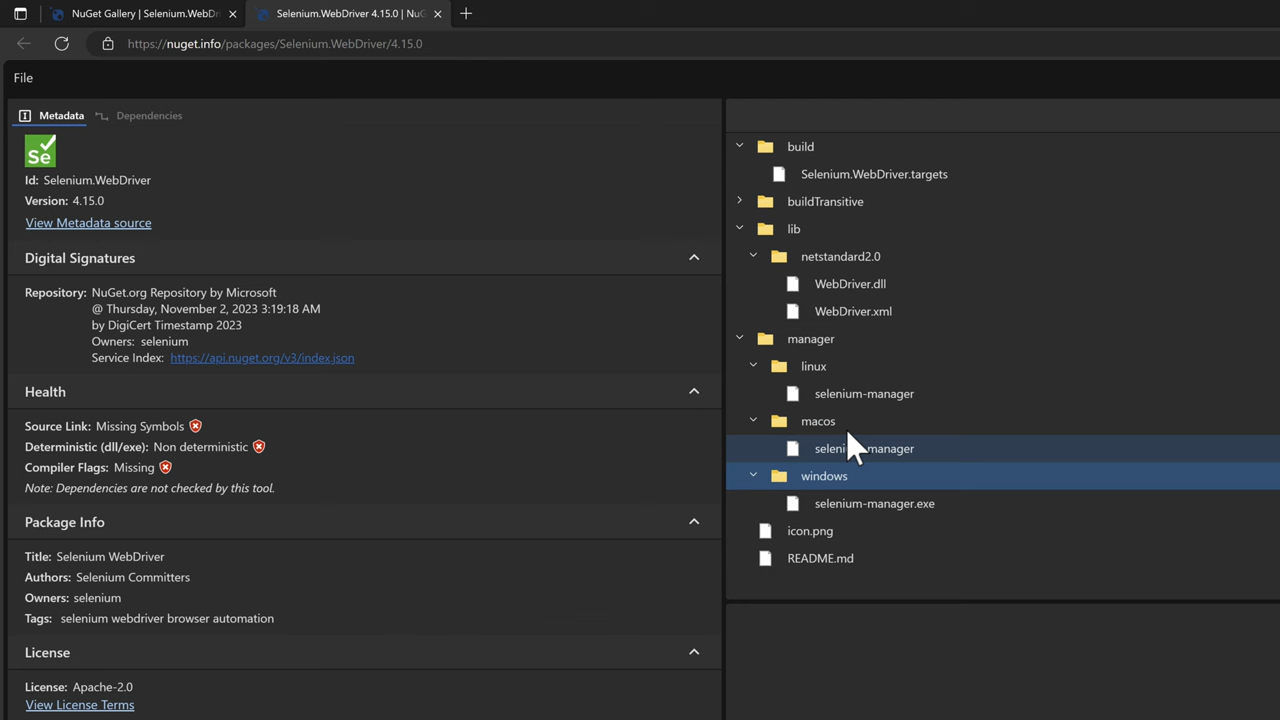 NuGet Gallery | Selenium.WebDri
Selenium.WebDriver 4.15.0 | NuG
https://nuget.info/packages/Selenium.WebDriver/4.15.0
File
Metadata
Dependencies
Se
Id: Selenium.WebDriver
Version: 4.15.0
View Metadata source
Digital Signatures
Repository: NuGet.org Repository by Microsoft
@ Thursday, November 2, 2023 3:19:18 AM
by DigiCert Timestamp 2023
Owners: selenium
Service Index: https://api.nuget.org/v3/index.json
Health
Source Link: Missing Symbols
Deterministic (dll/exe): Non deterministic
Compiler Flags: Missing
Note: Dependencies are not checked by this tool.
Package Info
Title: Selenium WebDriver
Authors: Selenium Committers
Owners: selenium
Tags: selenium webdriver browser automation
License
License: Apache-2.0
View License Terms
build
Selenium.WebDriver.targets
buildTransitive
lib
netstandard2.0
WebDriver.dll
WebDriver.xml
manager
linux
selenium-manager
macos
selenium-manager
windows
selenium-manager.exe
icon.png
README.md